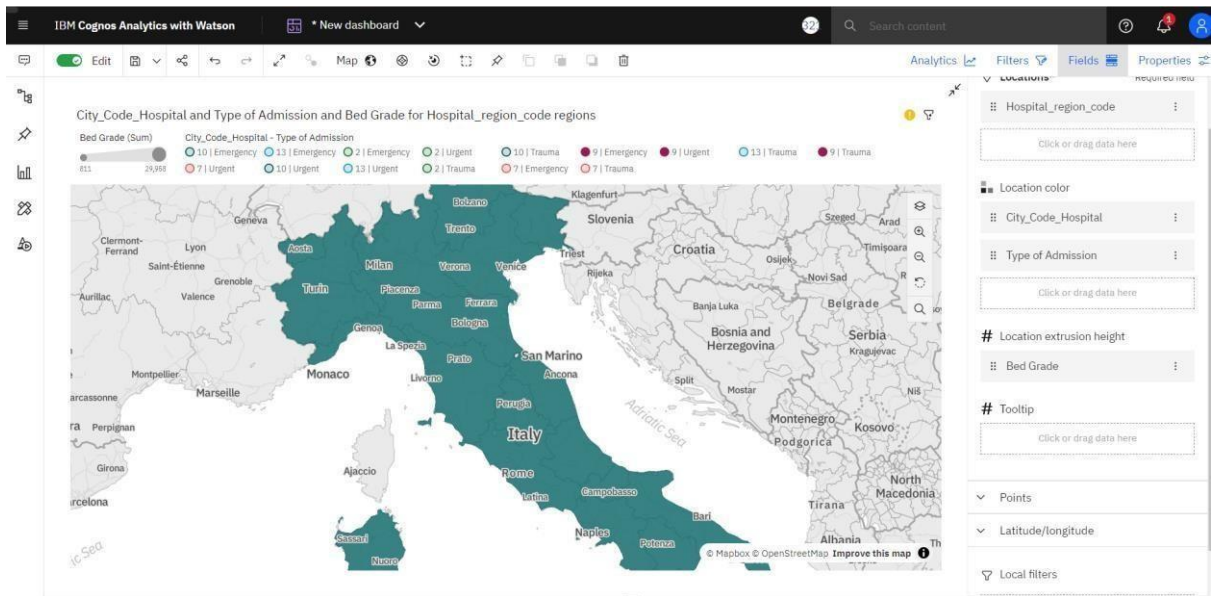 IBM Cognos Analytics with Watson
* New dashboard
Search content
1
Edit
Map
Analytics
Filters
Fields
Properties
Locations
Required field
Hospital_region_code
Click or drag data here
Location color
City_Code_Hospital
Type of Admission
Click or drag data here
Location extrusion height
Bed Grade
Tooltip
Click or drag data here
Points
Latitude/longitude
Local filters
City_Code_Hospital and Type of Admission and Bed Grade for Hospital_region_code regions
Bed Grade (Sum)
811
29,958
City_Code_Hospital - Type of Admission
10 | Emergency
13 | Emergency
2 | Emergency
2 | Urgent
10 | Trauma
9 | Emergency
9 | Urgent
13 | Trauma
9 | Trauma
7 | Urgent
10 | Urgent
13 | Urgent
2 | Trauma
7 | Emergency
7 | Trauma
Klagenfurt
Bolzano
Geneva
Slovenia
Szeged
Arad
Trento
Clermont-
Ferrand
Lyon
Aosta
Triest
Croatia
Osijek
Timișoara
Saint-Étienne
Milan
Verona
Venice
Rijeka
Grenoble
Novi Sad
Turin
Piacenza
Aurillac
Valence
Parma
Ferrara
Banja Luka
Belgrade
Genoa
Bologna
Bosnia and
Herzegovina
Serbia
La Spezia
Prato
San Marino
Kragujevac
Monaco
Montpellier
Livorno
Ancona
Split
Mostar
Niš
Marseille
arcassonne
Perugia
Adriatic Sea
Montenegro
Kosovo
ra
Perpignan
Italy
Podgorica
Girona
Ajaccio
Rome
North
Macedonia
rcelona
Latina
Campobasso
Tirana
Bari
Sassari
Naples
Potenza
Albania
Th
ic Sea
Nuoro
© Mapbox © OpenStreetMap Improve this map